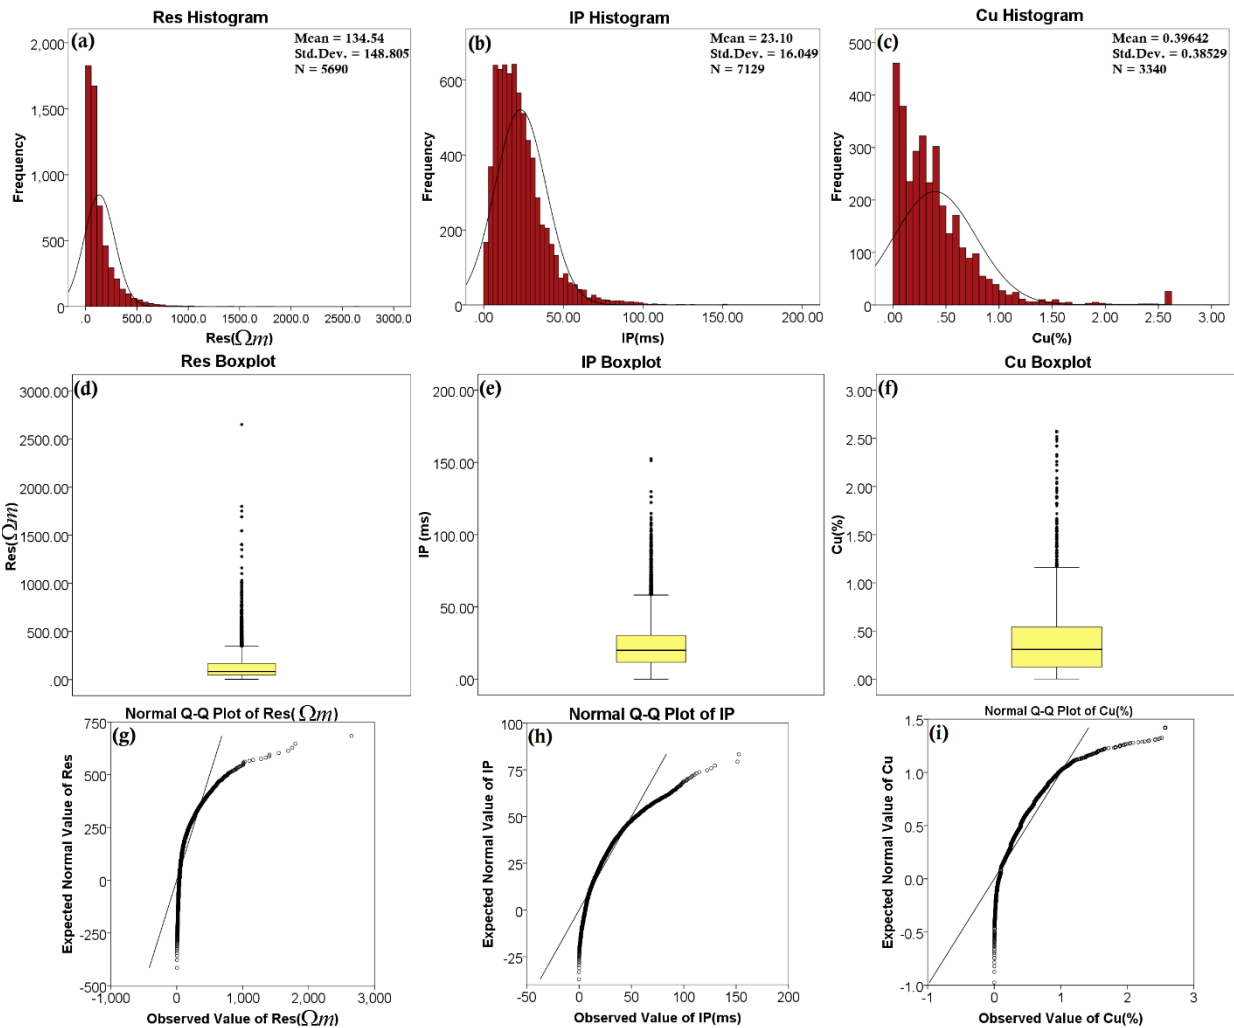 Res Histogram
(a)
Mean = 134.54
Std.Dev. = 148.805
N = 5690
2,000
1,500
1,000
500
0
Frequency
.0 500.0 1000.0 2000.0 3000.0
Res(Ωm)
IP Histogram
(b)
Mean = 23.10
Std.Dev. = 16.049
N = 7129
600
400
200
0
Frequency
.00 50.00 100.00 200.00
IP(ms)
Cu Histogram
(c)
Mean = 0.39642
Std.Dev. = 0.38529
N = 3340
500
400
300
200
100
0
Frequency
.00 1.00 2.00 3.00
Cu(%)
Res Boxplot
(d)
3000.00
2500.00
2000.00
1500.00
1000.00
500.00
.00
Res(Ωm)
IP Boxplot
(e)
200.00
150.00
100.00
50.00
.00
IP (ms)
Cu Boxplot
(f)
3.00
2.50
2.00
1.50
1.00
.50
.00
Cu(%)
Normal Q-Q Plot of Res(Ωm)
(g)
750
500
250
0
-250
-500
Expected Normal Value of Res
-1,000 0 1,000 2,000 3,000
Observed Value of Res(Ωm)
Normal Q-Q Plot of IP
(h)
100
75
50
25
0
-25
Expected Normal Value of IP
-50 0 50 100 150 200
Observed Value of IP(ms)
Normal Q-Q Plot of Cu(%)
(i)
1.5
1.0
0.5
0.0
-0.5
-1.0
Expected Normal Value of Cu
-1 0 1 2 3
Observed Value of Cu(%)